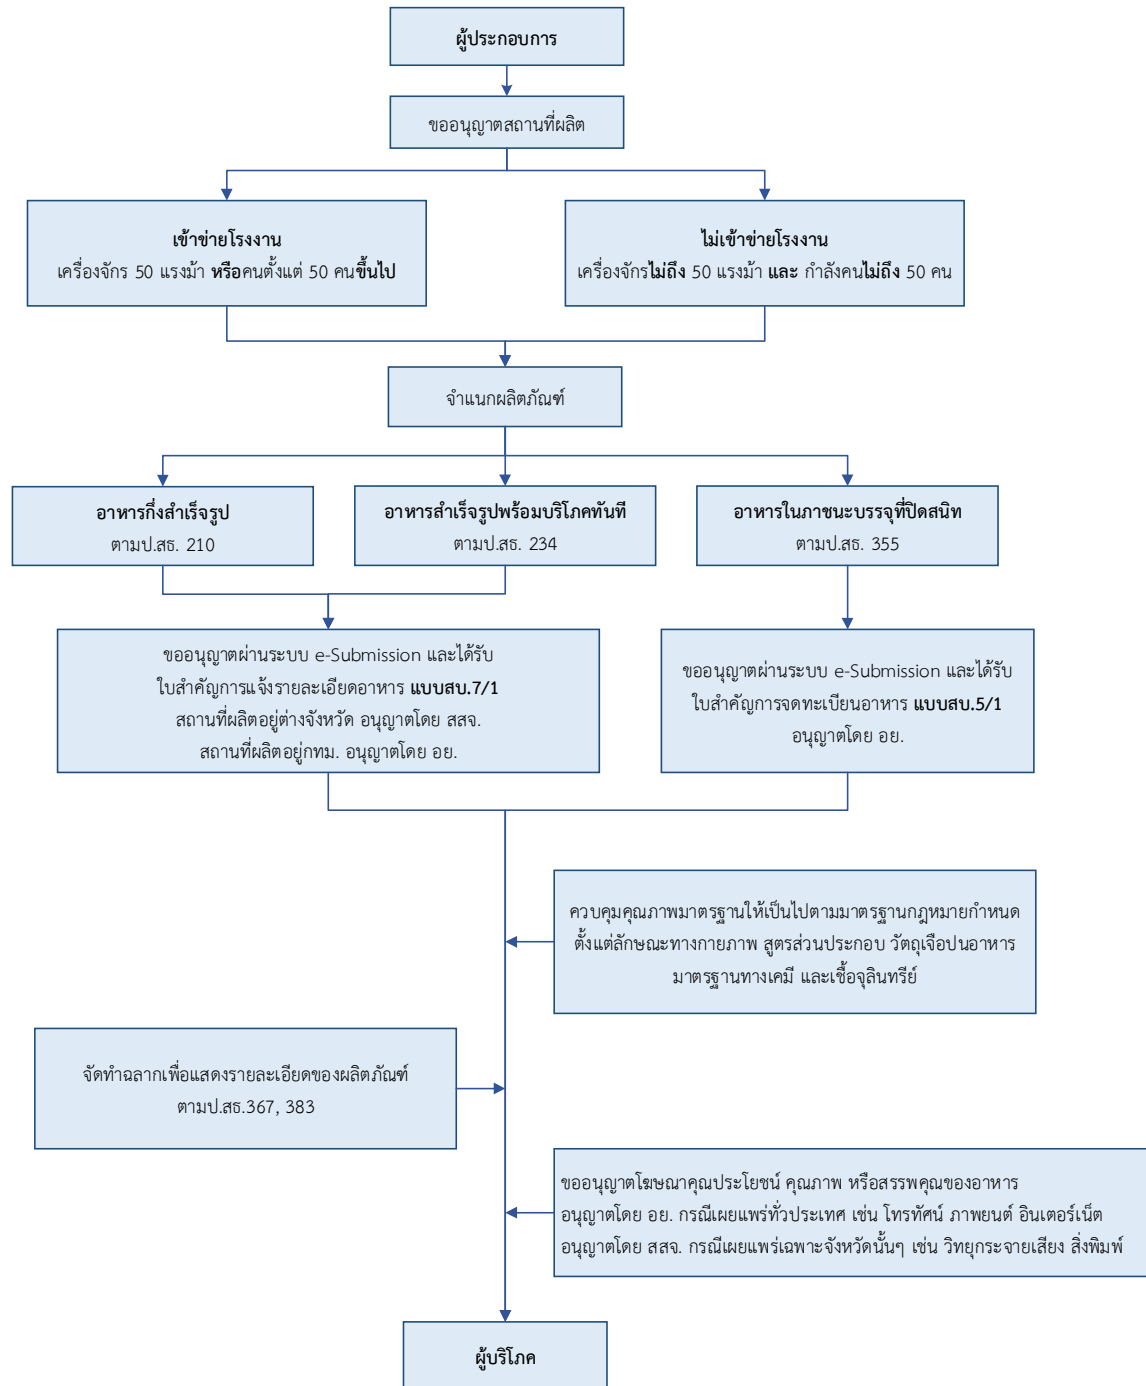 ผู้ประกอบการ
ขออนุญาตสถานที่ผลิต
เข้าข่ายโรงงาน
เครื่องจักร 50 แรงม้า หรือคนตั้งแต่ 50 คนขึ้นไป
ไม่เข้าข่ายโรงงาน
เครื่องจักรไม่ถึง 50 แรงม้า และ กำลังคนไม่ถึง 50 คน
จำแนกผลิตภัณฑ์
อาหารกึ่งสำเร็จรูป
ตามป.สธ. 210
อาหารสำเร็จรูปพร้อมบริโภคทันที
ตามป.สธ. 234
อาหารในภาชนะบรรจุที่ปิดสนิท
ตามป.สธ. 355
ขออนุญาตผ่านระบบ e-Submission และได้รับ
ใบสำคัญการแจ้งรายละเอียดอาหาร แบบสบ.7/1
สถานที่ผลิตอยู่ต่างจังหวัด อนุญาตโดย สสจ.
สถานที่ผลิตอยู่กทม. อนุญาตโดย อย.
ขออนุญาตผ่านระบบ e-Submission และได้รับ
ใบสำคัญการจดทะเบียนอาหาร แบบสบ.5/1
อนุญาตโดย อย.
ควบคุมคุณภาพมาตรฐานให้เป็นไปตามมาตรฐานกฎหมายกำหนด
ตั้งแต่ลักษณะทางกายภาพ สูตรส่วนประกอบ วัตถุเจือปนอาหาร
มาตรฐานทางเคมี และเชื้อจุลินทรีย์
จัดทำฉลากเพื่อแสดงรายละเอียดของผลิตภัณฑ์
ตามป.สธ.367, 383
ขออนุญาตโฆษณาคุณประโยชน์ คุณภาพ หรือสรรพคุณของอาหาร
อนุญาตโดย อย. กรณีเผยแพร่ทั่วประเทศ เช่น โทรทัศน์ ภาพยนต์ อินเตอร์เน็ต
อนุญาตโดย สสจ. กรณีเผยแพร่เฉพาะจังหวัดนั้นๆ เช่น วิทยุกระจายเสียง สิ่งพิมพ์
ผู้บริโภค